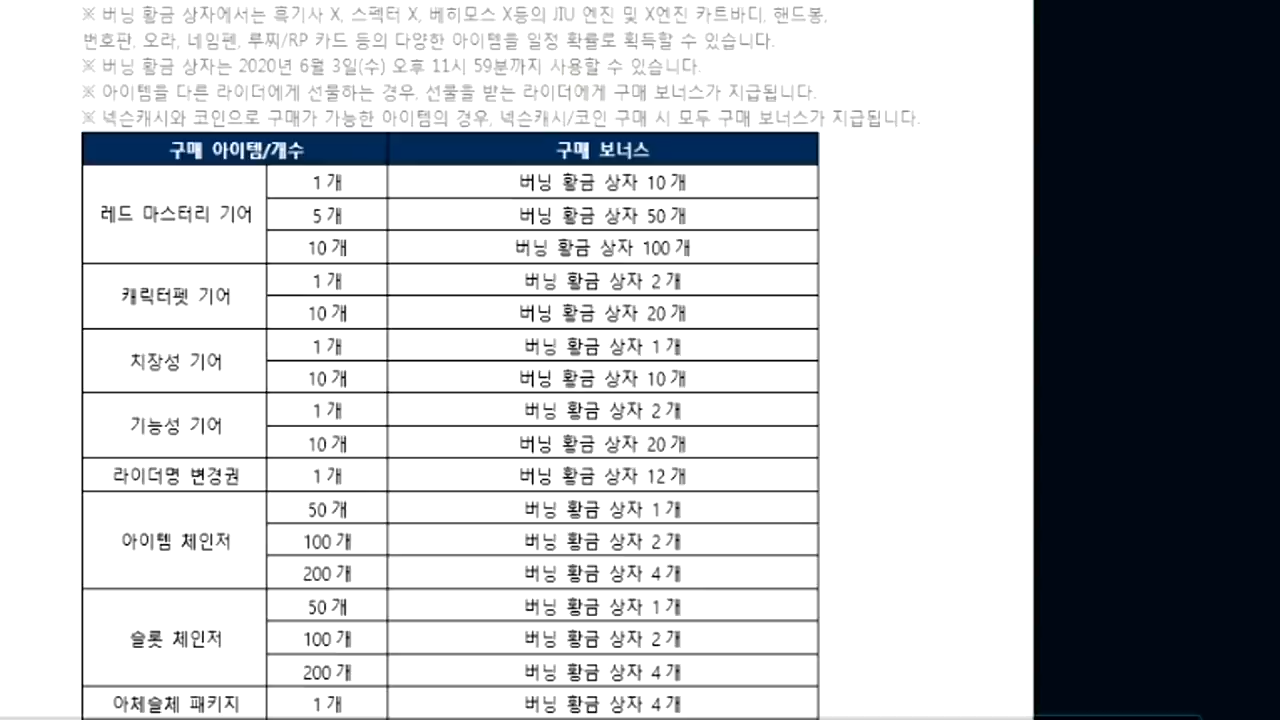 ※ 버닝 황금 상자에서는 흑기사 X, 스펙터 X, 베히모스 X등의 JIU 엔진 및 X엔진 카트바디, 핸드봉,
번호판, 오라, 네임펜, 루찌/RP 카드 등의 다양한 아이템을 일정 확률로 획득할 수 있습니다.
※ 버닝 황금 상자는 2020년 6월 3일(수) 오후 11시 59분까지 사용할 수 있습니다.
※ 아이템을 다른 라이더에게 선물하는 경우, 선물을 받는 라이더에게 구매 보너스가 지급됩니다.
※ 넥슨캐시와 코인으로 구매가 가능한 아이템의 경우, 넥슨캐시/코인 구매 시 모두 구매 보너스가 지급됩니다.
구매 아이템/개수 구매 보너스
레드 마스터리 기어 1개 버닝 황금 상자 10개
5개 버닝 황금 상자 50개
10개 버닝 황금 상자 100개
캐릭터펫 기어 1개 버닝 황금 상자 2개
10개 버닝 황금 상자 20개
치장성 기어 1개 버닝 황금 상자 1개
10개 버닝 황금 상자 10개
기능성 기어 1개 버닝 황금 상자 2개
10개 버닝 황금 상자 20개
라이더명 변경권 1개 버닝 황금 상자 12개
아이템 체인저 50개 버닝 황금 상자 1개
100개 버닝 황금 상자 2개
200개 버닝 황금 상자 4개
슬롯 체인저 50개 버닝 황금 상자 1개
100개 버닝 황금 상자 2개
200개 버닝 황금 상자 4개
아체슬체 패키지 1개 버닝 황금 상자 4개